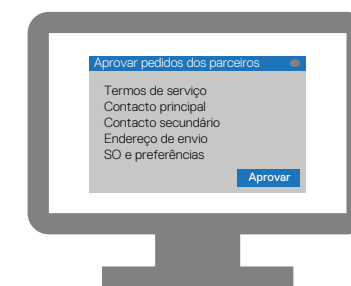 Aprovar pedidos dos parceiros
Termos de serviço
Contacto principal
Contacto secundário
Endereço de envio
SO e preferências
Aprovar